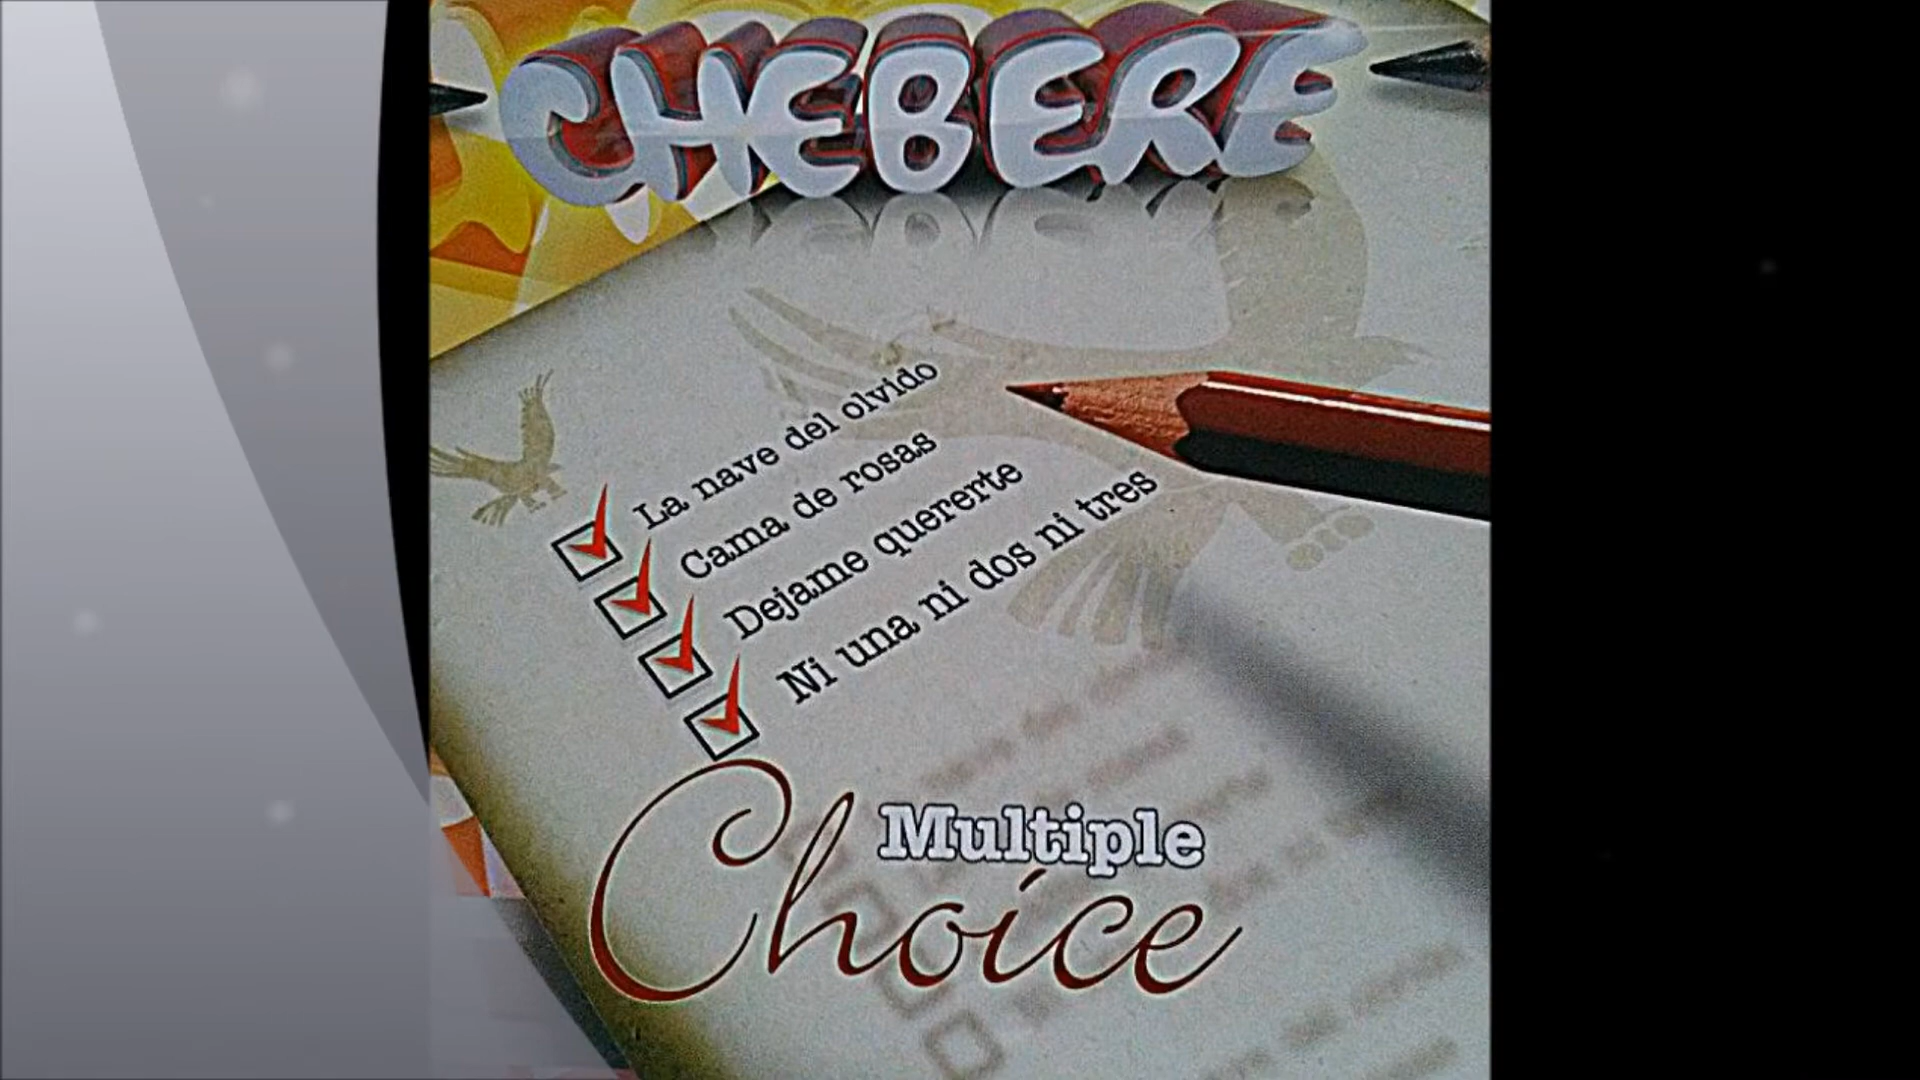 CHEBERE
La nave del olvido
Cama de rosas
Dejame quererte
Ni una ni dos ni tres
Multiple
Choice